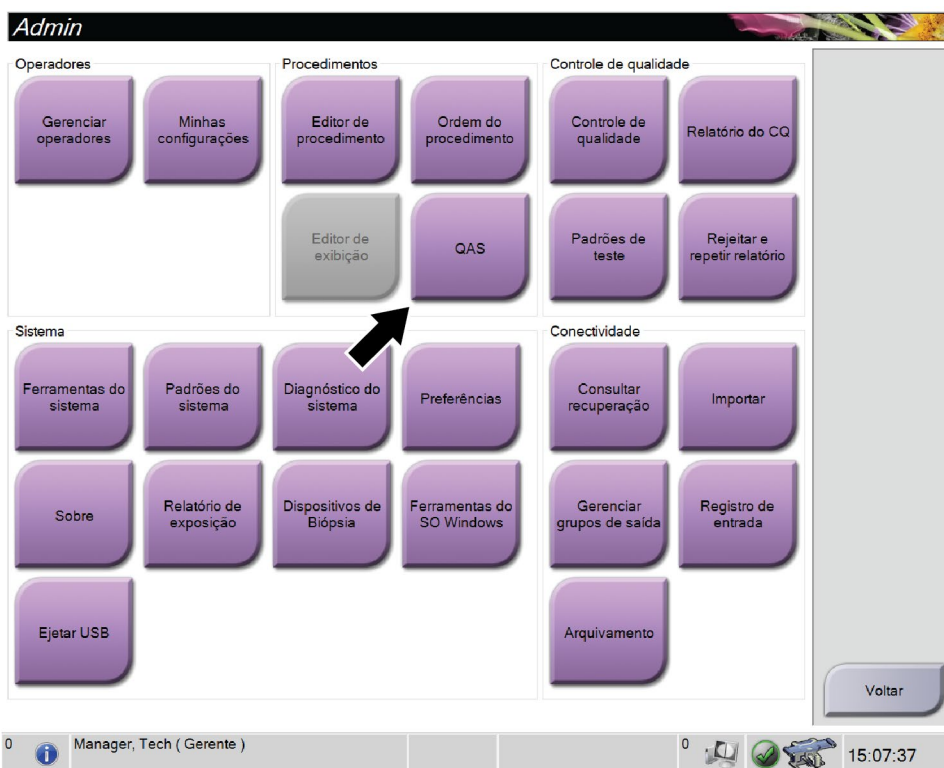 Admin
Operadores
Gerenciar
operadores
Minhas
configurações
Procedimentos
Editor de
procedimento
Ordem do
procedimento
Editor de
exibição
QAS
Controle de qualidade
Controle de
qualidade
Relatório do CQ
Padrões de
teste
Rejeitar e
repetir relatório
Sistema
Ferramentas do
sistema
Padrões do
sistema
Diagnóstico do
sistema
Preferências
Sobre
Relatório de
exposição
Dispositivos de
Biópsia
Ferramentas do
SO Windows
Ejetar USB
Conectividade
Consultar
recuperação
Importar
Gerenciar
grupos de saída
Registro de
entrada
Arquivamento
Voltar
0
Manager, Tech ( Gerente )
0
15:07:37